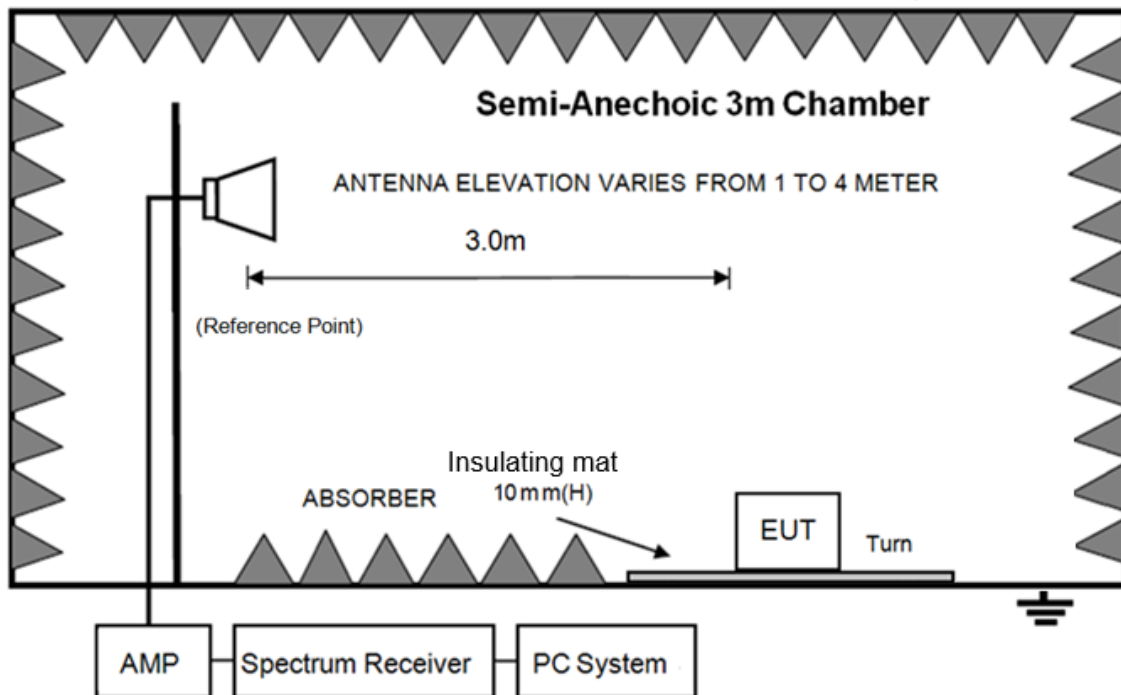 Semi-Anechoic 3m Chamber
ANTENNA ELEVATION VARIES FROM 1 TO 4 METER
3.0m
(Reference Point)
Insulating mat
10mm(H)
ABSORBER
EUT
Turn
AMP
Spectrum Receiver
PC System